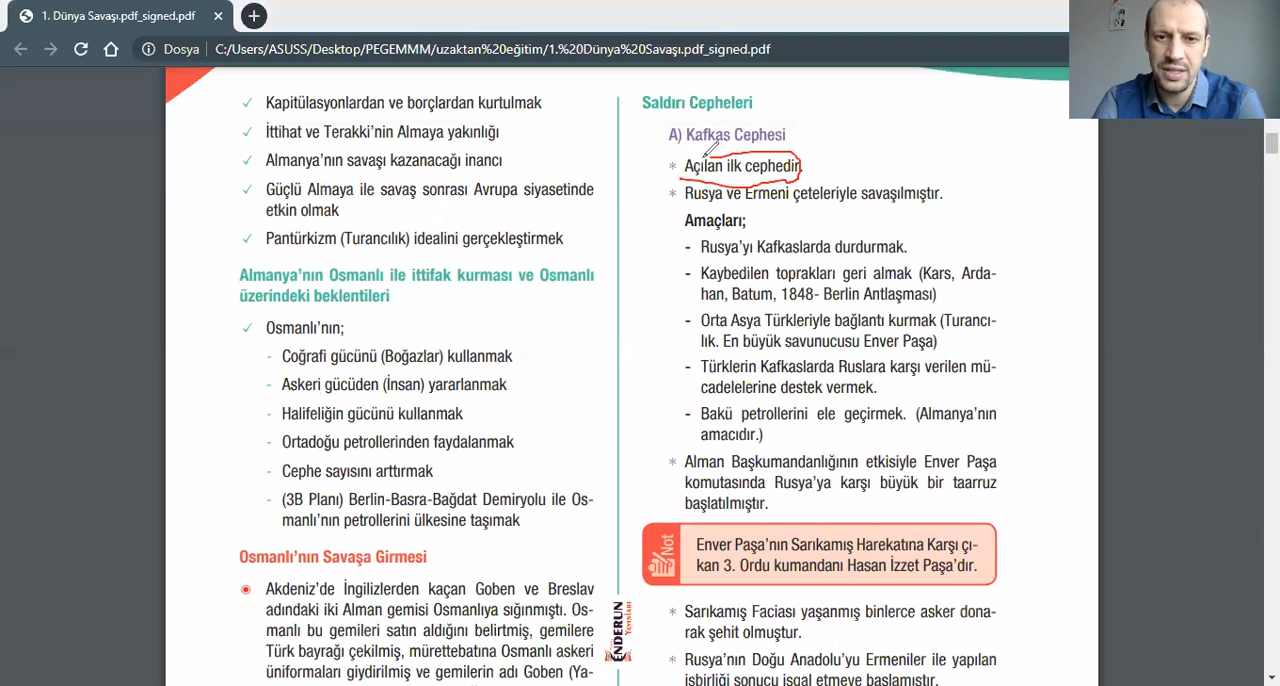 1. Dünya Savaşı.pdf_signed.pdf
Dosya
C:/Users/ASUSS/Desktop/PEGEMMM/uzaktan%20eğitim/1.%20Dünya%20Savaşı.pdf_signed.pdf
Kapitülasyonlardan ve borçlardan kurtulmak
İttihat ve Terakki’nin Almaya yakınlığı
Almanya’nın savaşı kazanacağı inancı
Güçlü Almaya ile savaş sonrası Avrupa siyasetinde
etkin olmak
Pantürkizm (Turancılık) idealini gerçekleştirmek
Almanya’nın Osmanlı ile ittifak kurması ve Osmanlı
üzerindeki beklentileri
Osmanlı’nın;
- Coğrafi gücünü (Boğazlar) kullanmak
- Askeri gücüden (İnsan) yararlanmak
- Halifeliğin gücünü kullanmak
- Ortadoğu petrollerinden faydalanmak
- Cephe sayısını arttırmak
- (3B Planı) Berlin-Basra-Bağdat Demiryolu ile Os-
manlı’nın petrollerini ülkesine taşımak
Osmanlı’nın Savaşa Girmesi
Akdeniz’de İngilizlerden kaçan Goben ve Breslav
adındaki iki Alman gemisi Osmanlıya sığınmıştı. Os-
manlı bu gemileri satın aldığını belirtmiş, gemilere
Türk bayrağı çekilmiş, mürettebatına Osmanlı askeri
üniformaları giydirilmiş ve gemilerin adı Goben (Ya-
Saldırı Cepheleri
A) Kafkas Cephesi
* Açılan ilk cephedir.
* Rusya ve Ermeni çeteleriyle savaşılmıştır.
Amaçları;
- Rusya’yı Kafkaslarda durdurmak.
- Kaybedilen toprakları geri almak (Kars, Arda-
han, Batum, 1848- Berlin Antlaşması)
- Orta Asya Türkleriyle bağlantı kurmak (Turancı-
lık. En büyük savunucusu Enver Paşa)
- Türklerin Kafkaslarda Ruslara karşı verilen mü-
cadelelerine destek vermek.
- Bakü petrollerini ele geçirmek. (Almanya’nın
amacıdır.)
* Alman Başkumandanlığının etkisiyle Enver Paşa
komutasında Rusya’ya karşı büyük bir taarruz
başlatılmıştır.
Not
Enver Paşa’nın Sarıkamış Harekatına Karşı çı-
kan 3. Ordu kumandanı Hasan İzzet Paşa’dır.
* Sarıkamış Faciası yaşanmış binlerce asker dona-
rak şehit olmuştur.
* Rusya’nın Doğu Anadolu’yu Ermeniler ile yapılan
işbirliği sonucu işgal etmeye başlamıştır.
ENDERUN
Yayınları